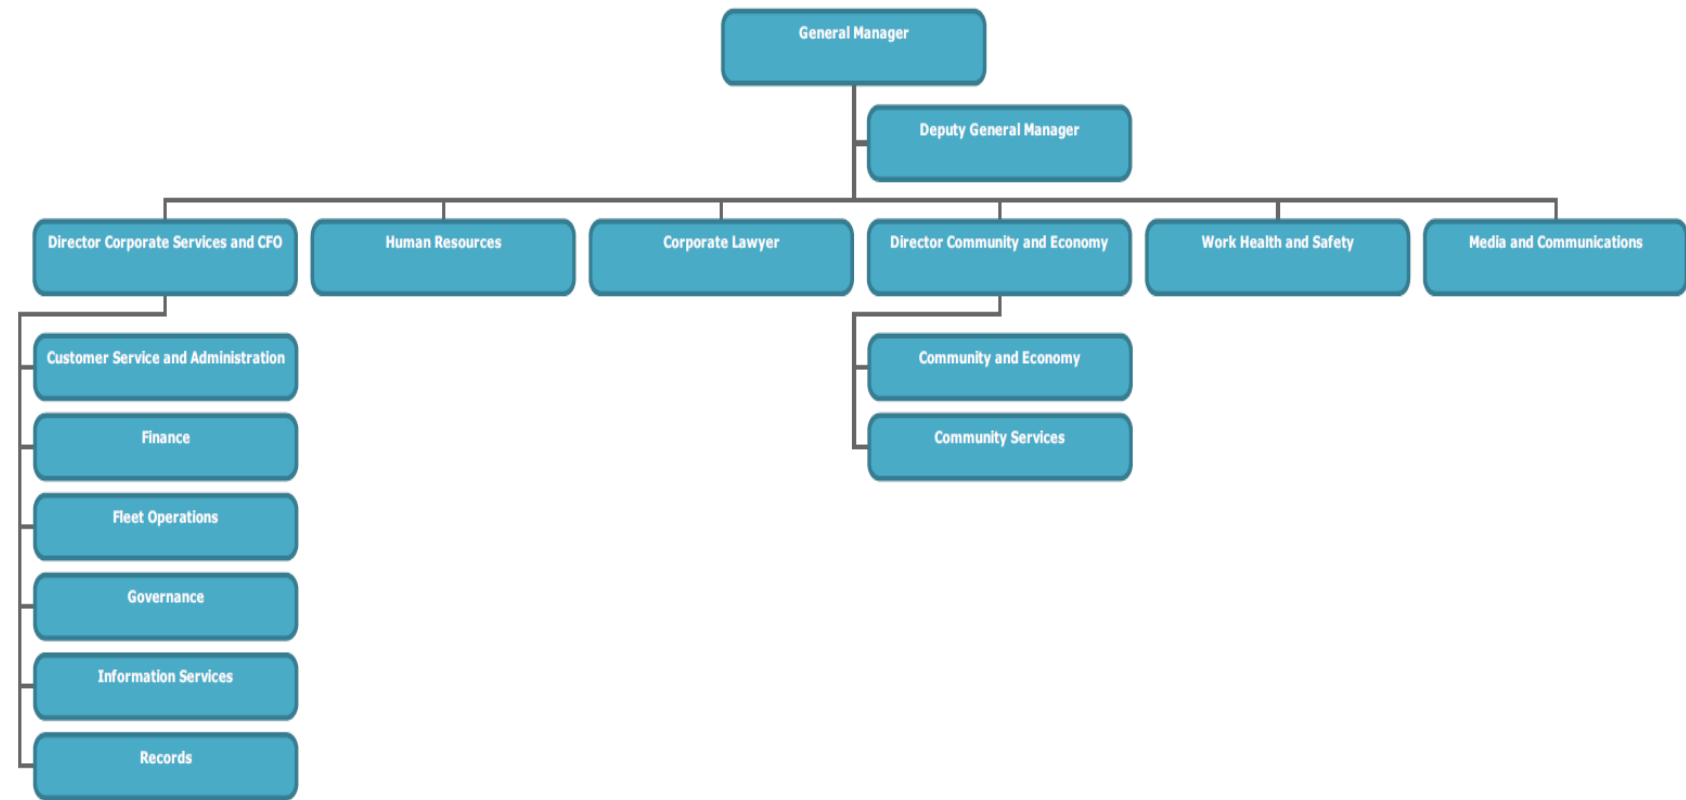 General Manager
Deputy General Manager
Director Corporate Services and CFO
Human Resources
Corporate Lawyer
Director Community and Economy
Work Health and Safety
Media and Communications
Customer Service and Administration
Finance
Fleet Operations
Governance
Information Services
Records
Community and Economy
Community Services